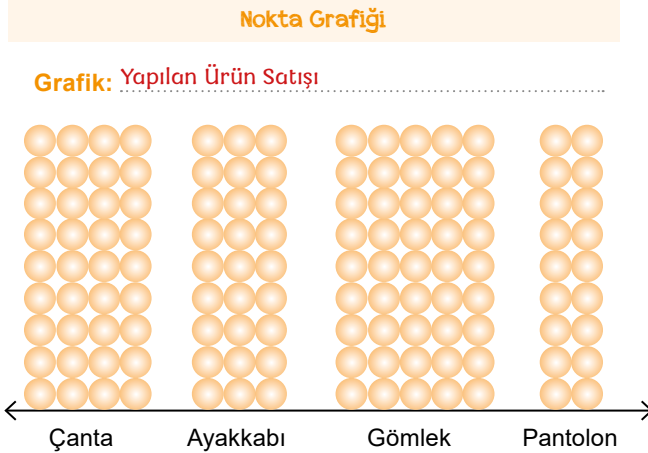 Nokta Grafiği
Grafik: Yapılan Ürün Satışı
Çanta Ayakkabı Gömlek Pantolon